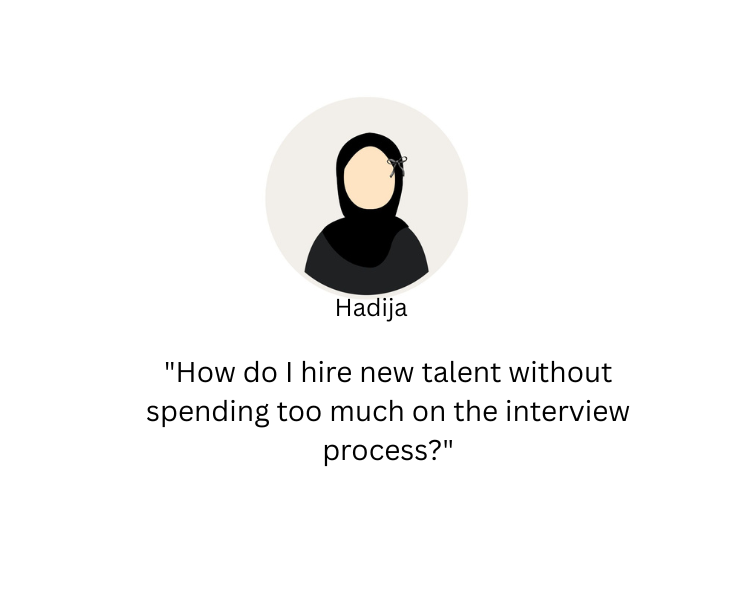 Hadija
"How do I hire new talent without
spending too much on the interview
process?"